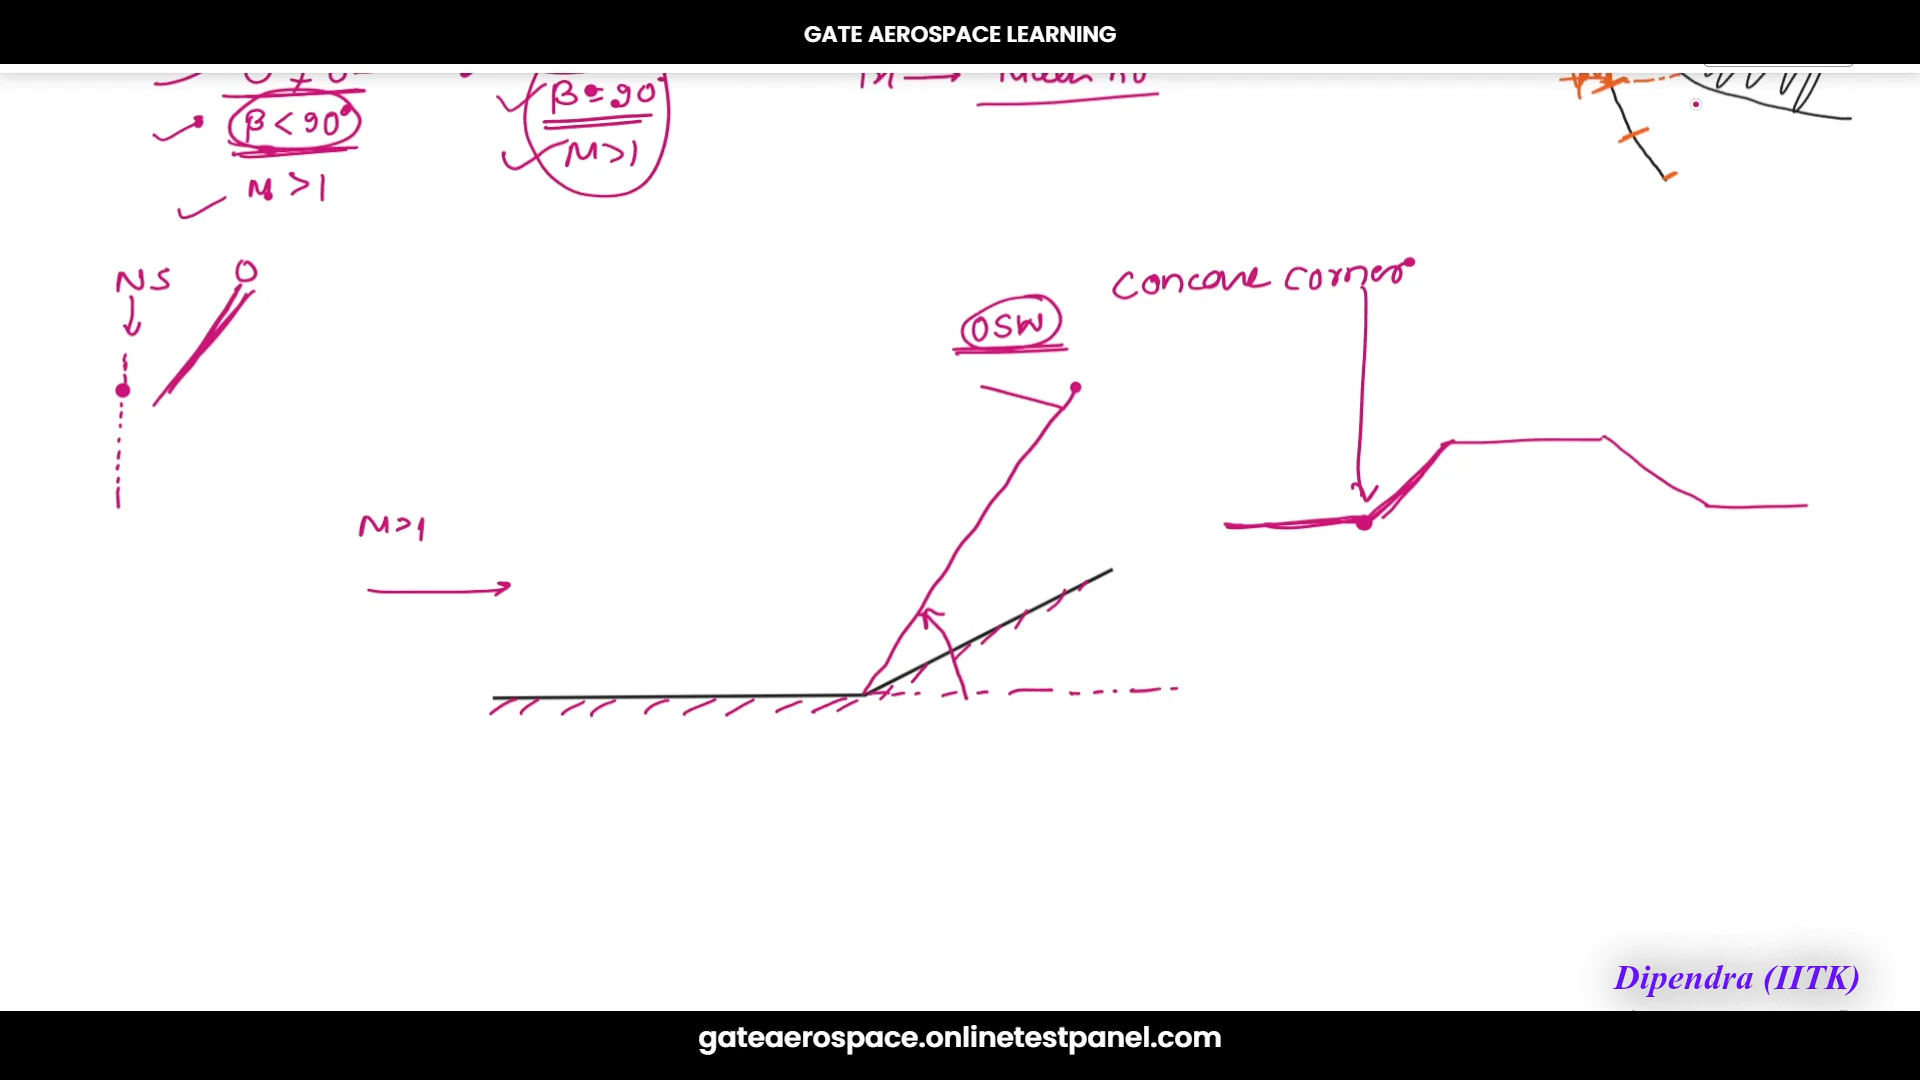 GATE AEROSPACE LEARNING
β = 90°
β < 90°
M > 1
M > 1
NS
O
concave corner
OSW
M > 1
Dipendra (IITK)
gateaerospace.onlinetestpanel.com